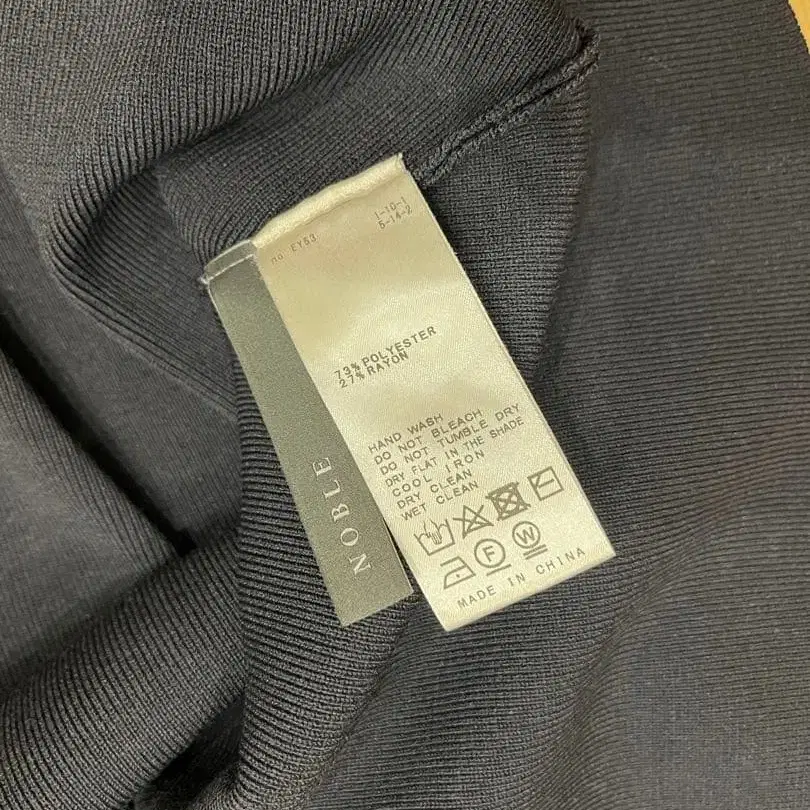 no EY53
1-10-1
5-14-2
73% POLYESTER
27% RAYON
HAND WASH
DO NOT BLEACH
DO NOT TUMBLE DRY
DRY FLAT IN THE SHADE
COOL IRON
DRY CLEAN
WET CLEAN
F
W
MADE IN CHINA
NOBLE